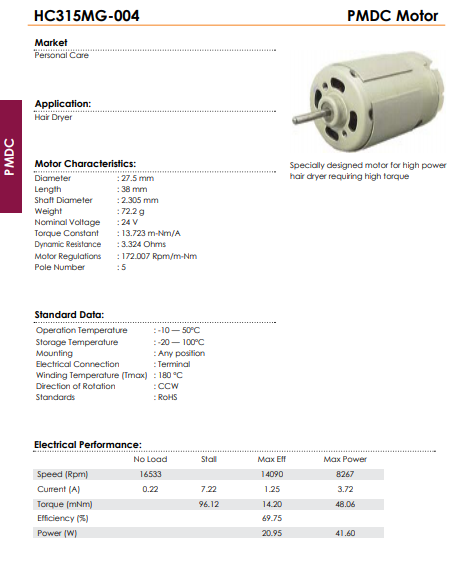 HC315MG-004
PMDC Motor
Market
Personal Care
Application:
Hair Dryer
PMDC
Specially designed motor for high power
hair dryer requiring high torque
Motor Characteristics:
Diameter : 27.5 mm
Length : 38 mm
Shaft Diameter : 2.305 mm
Weight : 72.2 g
Nominal Voltage : 24 V
Torque Constant : 13.723 m-Nm/A
Dynamic Resistance : 3.324 Ohms
Motor Regulations : 172.007 Rpm/m-Nm
Pole Number : 5
Standard Data:
Operation Temperature : -10 — 50°C
Storage Temperature : -20 — 100°C
Mounting : Any position
Electrical Connection : Terminal
Winding Temperature (Tmax) : 180 °C
Direction of Rotation : CCW
Standards : RoHS
Electrical Performance:
No Load Stall Max Eff Max Power
Speed (Rpm) 16533 14090 8267
Current (A) 0.22 7.22 1.25 3.72
Torque (mNm) 96.12 14.20 48.06
Efficiency (%) 69.75
Power (W) 20.95 41.60